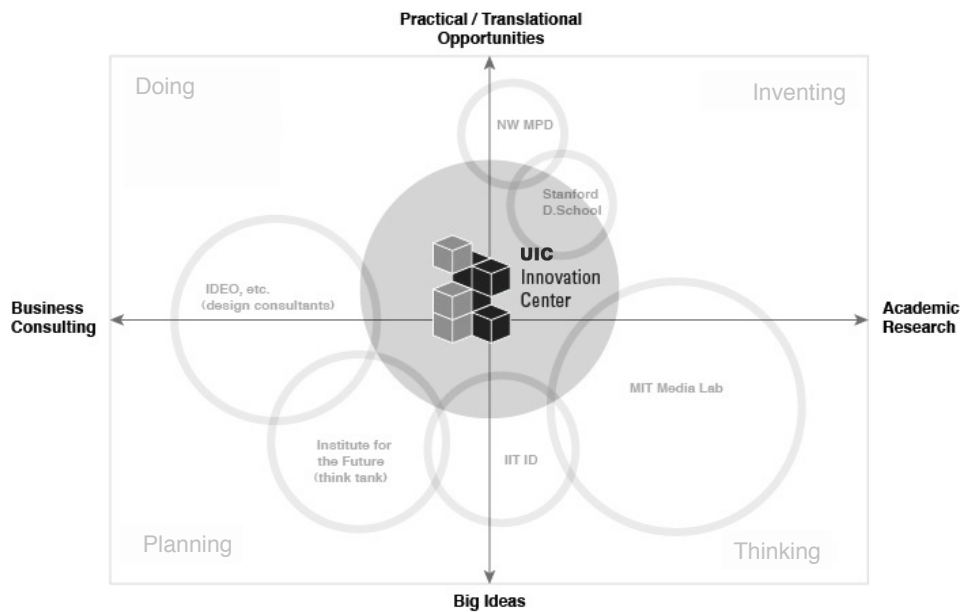 Practical / Translational
Opportunities
Doing
Inventing
NW MPD
Stanford
D.School
UIC
Innovation
Center
IDEO, etc.
(design consultants)
Business
Consulting
Academic
Research
MIT Media Lab
Institute for
the Future
(think tank)
IIT ID
Planning
Thinking
Big Ideas